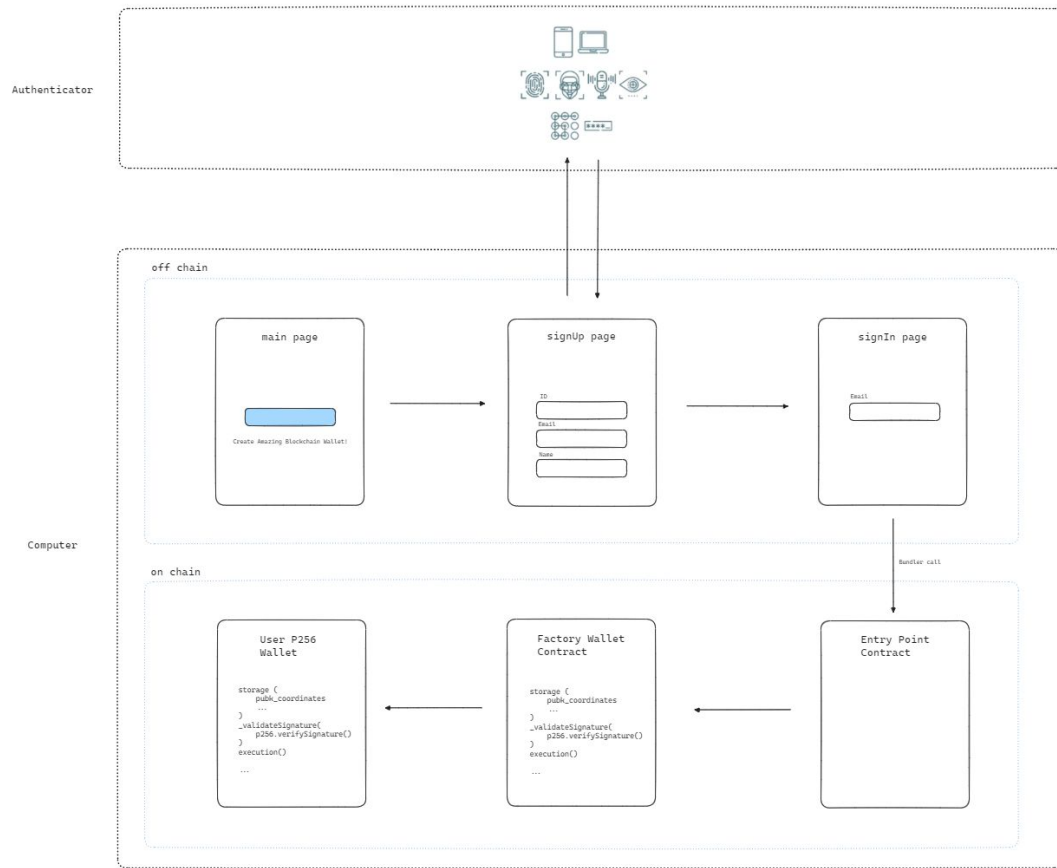 Authenticator
off chain
main page
Create Amazing Blockchain Wallet!
signUp page
ID
Email
Name
signIn page
Email
Computer
Bundler call
on chain
User P256
Wallet
storage {
pubk_coordinates
...
}
_validateSignature(
p256.verifySignature()
)
execution()
...
Factory Wallet
Contract
storage {
pubk_coordinates
...
}
_validateSignature(
p256.verifySignature()
)
execution()
...
Entry Point
Contract